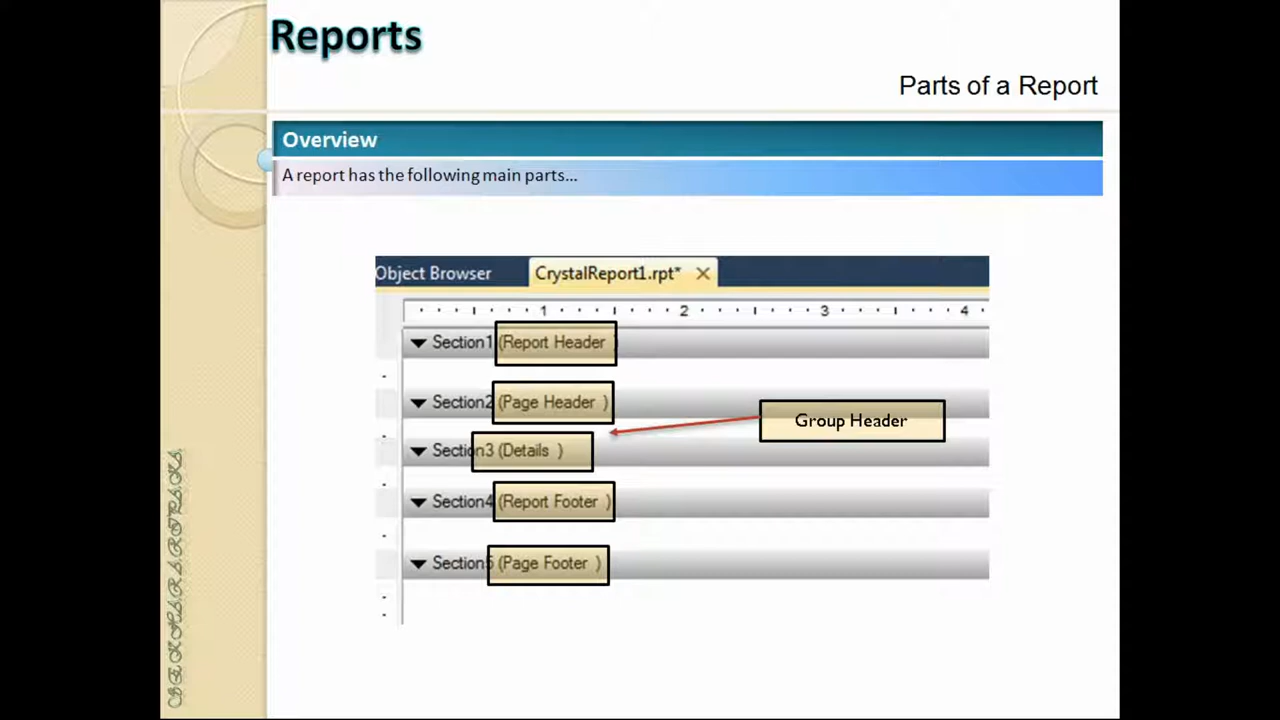 Reports
Parts of a Report
Overview
A report has the following main parts...
Object Browser CrystalReport1.rpt*
1 2 3 4
Section1 (Report Header )
Section2 (Page Header )
Group Header
Section3 (Details )
Section4 (Report Footer )
Section5 (Page Footer )